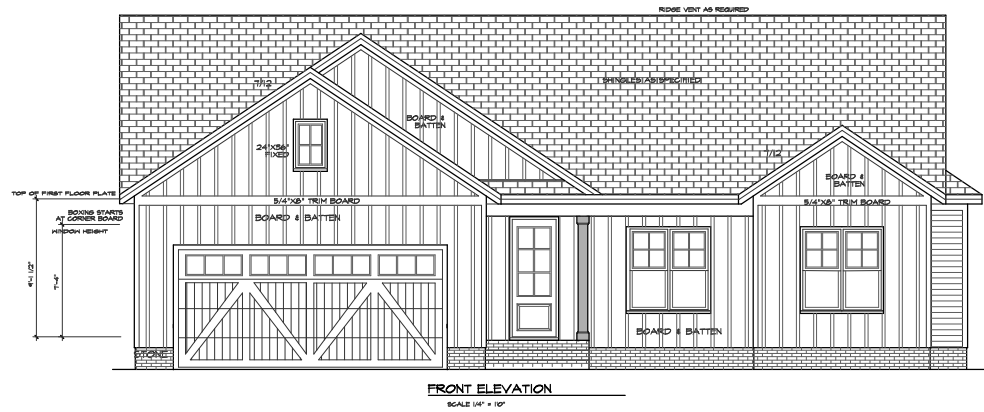 RIDGE VENT AS REQUIRED
7/12
SHINGLES AS SPECIFIED
BOARD &
BATTEN
24"X36"
FIXED
7/12
BOARD &
BATTEN
TOP OF FIRST FLOOR PLATE
5/4"X8" TRIM BOARD
5/4"X8" TRIM BOARD
BOXING STARTS
AT CORNER BOARD
BOARD & BATTEN
WINDOW HEIGHT
9'-1 1/2"
7'-4"
BOARD & BATTEN
STONE
FRONT ELEVATION
SCALE 1/4" = 1'0"